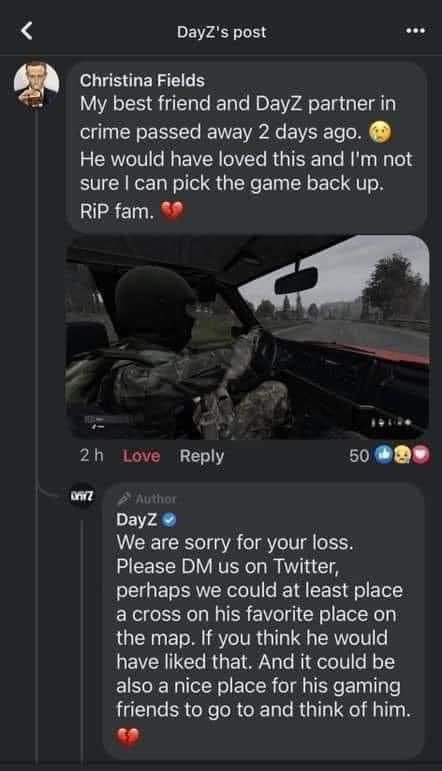 DayZ's post
Christina Fields
My best friend and DayZ partner in
crime passed away 2 days ago. 😢
He would have loved this and I'm not
sure I can pick the game back up.
RiP fam. 💔
2 h Love Reply 50
DAYZ
Author
DayZ
We are sorry for your loss.
Please DM us on Twitter,
perhaps we could at least place
a cross on his favorite place on
the map. If you think he would
have liked that. And it could be
also a nice place for his gaming
friends to go to and think of him.
💔